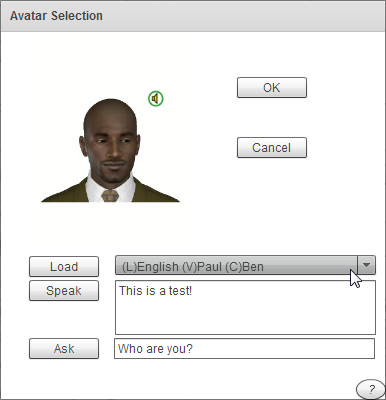 Avatar Selection
OK
Cancel
Load
(L)English (V)Paul (C)Ben
Speak
This is a test!
Ask
Who are you?
?